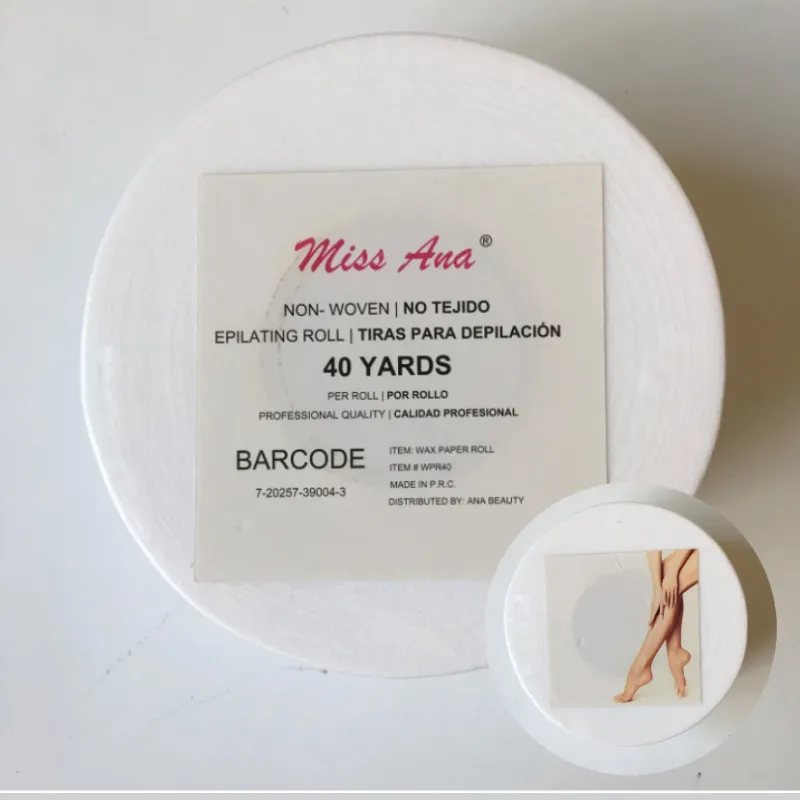 Miss Ana®
NON- WOVEN | NO TEJIDO
EPILATING ROLL | TIRAS PARA DEPILACIÓN
40 YARDS
PER ROLL | POR ROLLO
PROFESSIONAL QUALITY | CALIDAD PROFESIONAL
BARCODE
7-20257-39004-3
ITEM: WAX PAPER ROLL
ITEM # WPR40
MADE IN P.R.C.
DISTRIBUTED BY: ANA BEAUTY